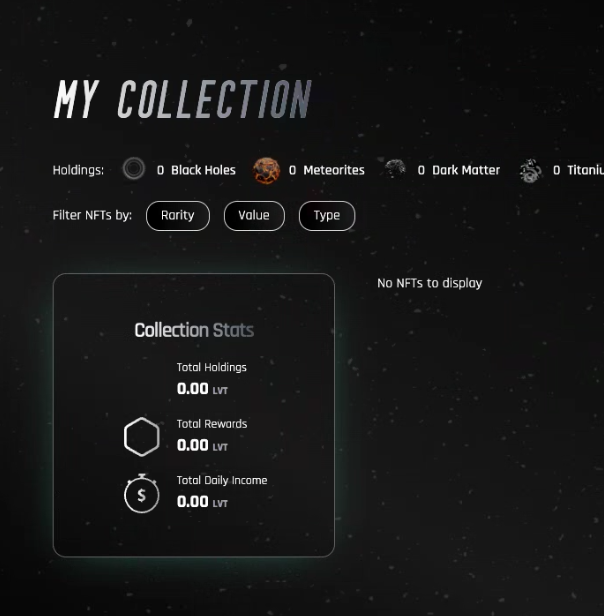 MY COLLECTION
Holdings: 0 Black Holes 0 Meteorites 0 Dark Matter 0 Titaniu
Filter NFTs by: Rarity Value Type
No NFTs to display
Collection Stats
Total Holdings
0.00 LVT
Total Rewards
0.00 LVT
$
Total Daily Income
0.00 LVT